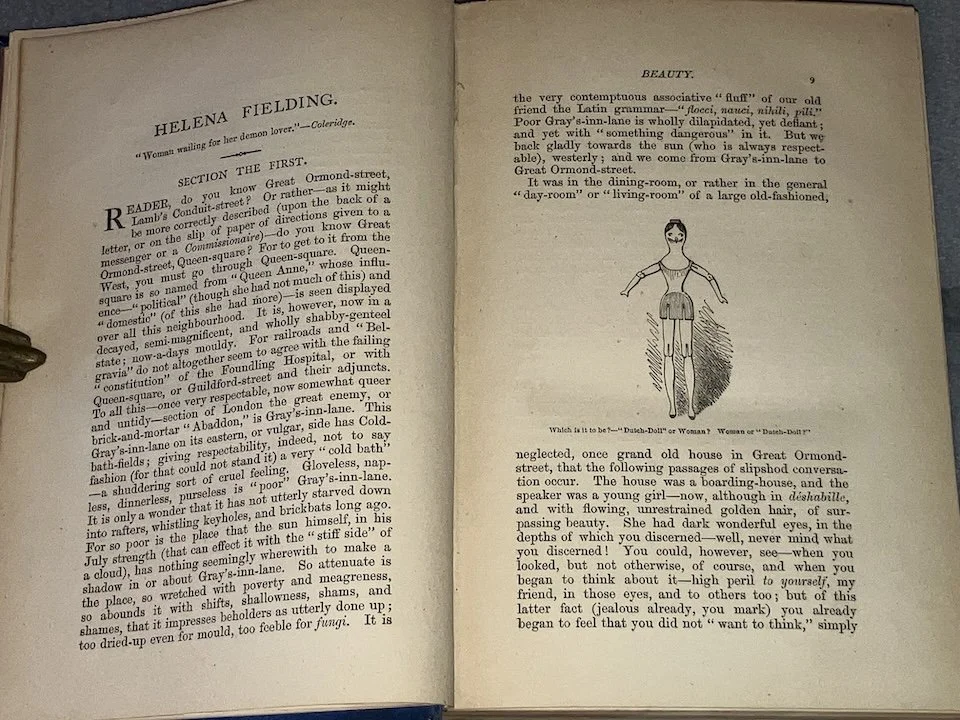 HELENA FIELDING.
"Woman wailing for her demon lover."—Coleridge.
SECTION THE FIRST.
READER, do you know Great Ormond-street,
Lamb's Conduit-street? Or rather—as it might
be more correctly described (upon the back of a
letter, or on the slip of paper of directions given to a
messenger or a Commissionaire)—do you know Great
Ormond-street, Queen-square? For to get to it from the
West, you must go through Queen-square. Queen-
square is so named from "Queen Anne," whose influ-
ence—"political" (though she had not much of this) and
"domestic" (of this she had more)—is seen displayed
over all this neighbourhood. It is, however, now in a
decayed, semi-magnificent, and wholly shabby-genteel
state; now-a-days mouldy. For railroads and "Bel-
gravia" do not altogether seem to agree with the failing
"constitution" of the Foundling Hospital, or with
Queen-square, or Guildford-street and their adjuncts.
To all this—once very respectable, now somewhat queer
and untidy—section of London the great enemy, or
brick-and-mortar "Abaddon," is Gray's-inn-lane. This
Gray's-inn-lane on its eastern, or vulgar, side has Cold-
bath-fields; giving respectability, indeed, not to say
fashion (for that could not stand it) a very "cold bath"
—a shuddering sort of cruel feeling. Gloveless, nap-
less, dinnerless, purseless is "poor" Gray's-inn-lane.
It is only a wonder that it has not utterly starved down
into rafters, whistling keyholes, and brickbats long ago.
For so poor is the place that the sun himself, in his
July strength (that can effect it with the "stiff side" of
a cloud), has nothing seemingly wherewith to make a
shadow in or about Gray's-inn-lane. So attenuate is
the place, so wretched with poverty and meagreness,
so abounds it with shifts, shallowness, shams, and
shames, that it impresses beholders as utterly done up;
too dried-up even for mould, too feeble for fungi. It is
BEAUTY.
9
the very contemptuous associative "fluff" of our old
friend the Latin grammar—"flocci, nauci, nihili, pili."
Poor Gray's-inn-lane is wholly dilapidated, yet defiant;
and yet with "something dangerous" in it. But we
back gladly towards the sun (who is always respect-
able), westerly; and we come from Gray's-inn-lane to
Great Ormond-street.
It was in the dining-room, or rather in the general
"day-room" or "living-room" of a large old-fashioned,
Which is it to be?—"Dutch-Doll" or Woman? Woman or "Dutch-Doll?"
neglected, once grand old house in Great Ormond-
street, that the following passages of slipshod conversa-
tion occur. The house was a boarding-house, and the
speaker was a young girl—now, although in déshabille,
and with flowing, unrestrained golden hair, of sur-
passing beauty. She had dark wonderful eyes, in the
depths of which you discerned—well, never mind what
you discerned! You could, however, see—when you
looked, but not otherwise, of course, and when you
began to think about it—high peril to yourself, my
friend, in those eyes, and to others too; but of this
latter fact (jealous already, you mark) you already
began to feel that you did not "want to think," simply